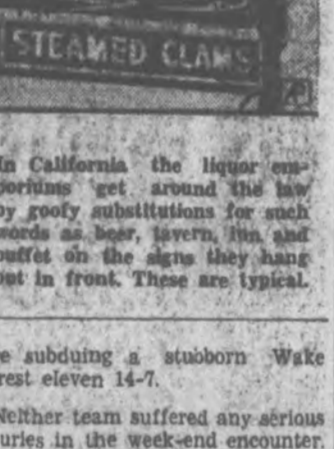 STEAMED CLAMS
In California the liquor em-
poriums get around the law
by goofy substitutions for such
words as beer, tavern, inn and
buffet on the signs they hang
out in front. These are typical.
e subduing a stubborn Wake
rest eleven 14-7.
Neither team suffered any serious
uries in the week-end encounter.